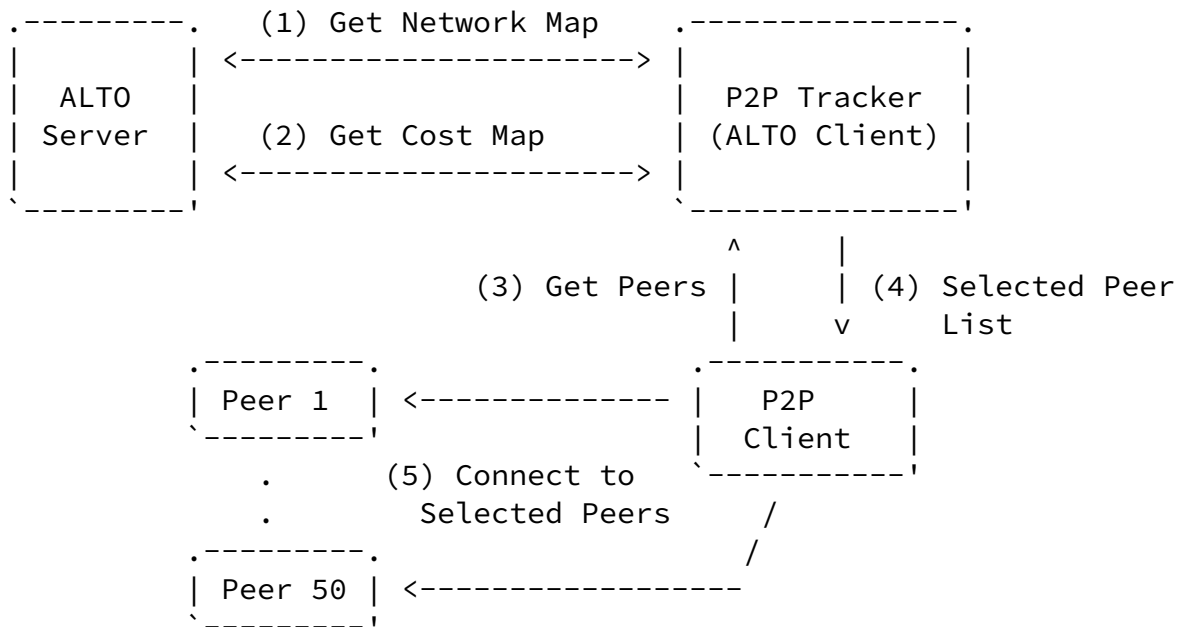 (1) Get Network Map
ALTO P2P Tracker
Server (2) Get Cost Map (ALTO Client)
(3) Get Peers (4) Selected Peer
List
Peer 1 P2P
Client
(5) Connect to
Selected Peers
Peer 50